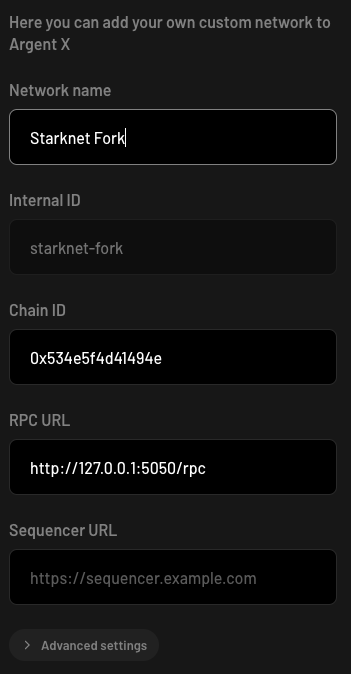 Here you can add your own custom network to
Argent X
Network name
Starknet Fork
Internal ID
starknet-fork
Chain ID
0x534e5f4d41494e
RPC URL
http://127.0.0.1:5050/rpc
Sequencer URL
https://sequencer.example.com
Advanced settings